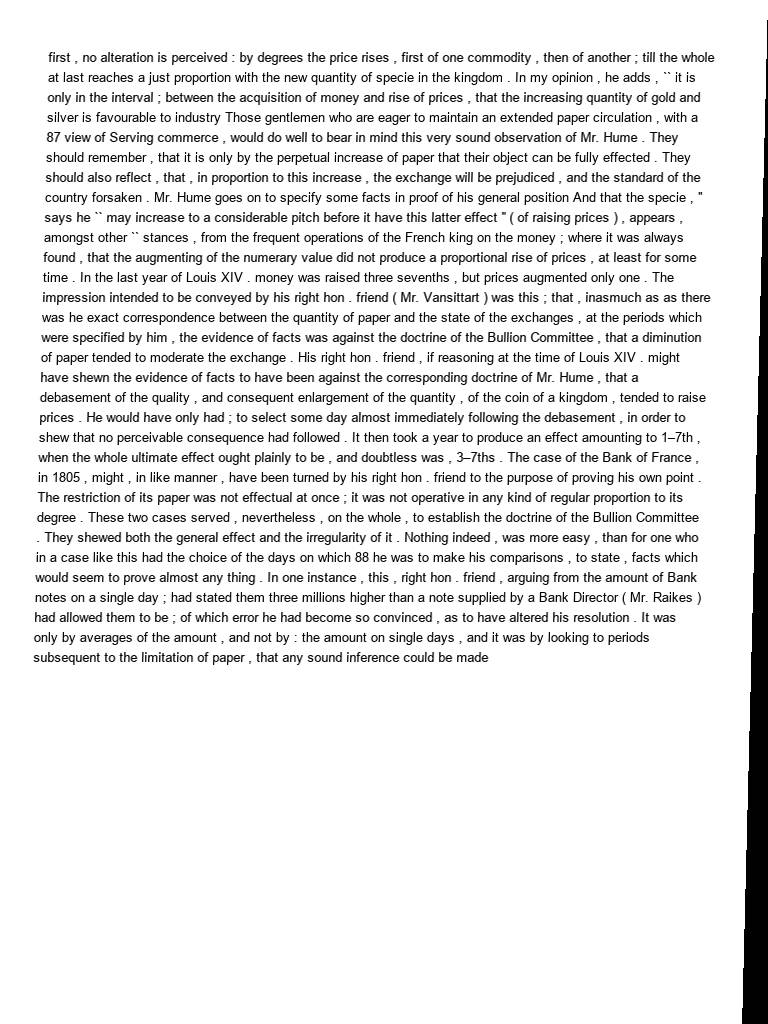 first , no alteration is perceived : by degrees the price rises , first of one commodity , then of another ; till the whole
at last reaches a just proportion with the new quantity of specie in the kingdom . In my opinion , he adds , `` it is
only in the interval ; between the acquisition of money and rise of prices , that the increasing quantity of gold and
silver is favourable to industry Those gentlemen who are eager to maintain an extended paper circulation , with a
87 view of Serving commerce , would do well to bear in mind this very sound observation of Mr. Hume . They
should remember , that it is only by the perpetual increase of paper that their object can be fully effected . They
should also reflect , that , in proportion to this increase , the exchange will be prejudiced , and the standard of the
country forsaken . Mr. Hume goes on to specify some facts in proof of his general position And that the specie , "
says he `` may increase to a considerable pitch before it have this latter effect " ( of raising prices ) , appears ,
amongst other `` stances , from the frequent operations of the French king on the money ; where it was always
found , that the augmenting of the numerary value did not produce a proportional rise of prices , at least for some
time . In the last year of Louis XIV . money was raised three sevenths , but prices augmented only one . The
impression intended to be conveyed by his right hon . friend ( Mr. Vansittart ) was this ; that , inasmuch as as there
was he exact correspondence between the quantity of paper and the state of the exchanges , at the periods which
were specified by him , the evidence of facts was against the doctrine of the Bullion Committee , that a diminution
of paper tended to moderate the exchange . His right hon . friend , if reasoning at the time of Louis XIV . might
have shewn the evidence of facts to have been against the corresponding doctrine of Mr. Hume , that a
debasement of the quality , and consequent enlargement of the quantity , of the coin of a kingdom , tended to raise
prices . He would have only had ; to select some day almost immediately following the debasement , in order to
shew that no perceivable consequence had followed . It then took a year to produce an effect amounting to 1–7th ,
when the whole ultimate effect ought plainly to be , and doubtless was , 3–7ths . The case of the Bank of France ,
in 1805 , might , in like manner , have been turned by his right hon . friend to the purpose of proving his own point .
The restriction of its paper was not effectual at once ; it was not operative in any kind of regular proportion to its
degree . These two cases served , nevertheless , on the whole , to establish the doctrine of the Bullion Committee
. They shewed both the general effect and the irregularity of it . Nothing indeed , was more easy , than for one who
in a case like this had the choice of the days on which 88 he was to make his comparisons , to state , facts which
would seem to prove almost any thing . In one instance , this , right hon . friend , arguing from the amount of Bank
notes on a single day ; had stated them three millions higher than a note supplied by a Bank Director ( Mr. Raikes )
had allowed them to be ; of which error he had become so convinced , as to have altered his resolution . It was
only by averages of the amount , and not by : the amount on single days , and it was by looking to periods
subsequent to the limitation of paper , that any sound inference could be made